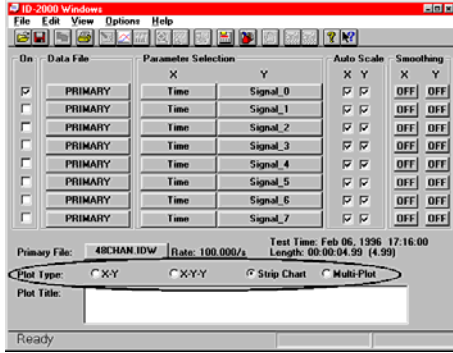 ID-2000 Windows
File Edit View Options Help
On Data File Parameter Selection Auto Scale Smoothing
X Y X Y X Y
PRIMARY Time Signal_0 OFF OFF
PRIMARY Time Signal_1 OFF OFF
PRIMARY Time Signal_2 OFF OFF
PRIMARY Time Signal_3 OFF OFF
PRIMARY Time Signal_4 OFF OFF
PRIMARY Time Signal_5 OFF OFF
PRIMARY Time Signal_6 OFF OFF
PRIMARY Time Signal_7 OFF OFF
Test Time: Feb 06, 1996 17:16:00
Primary File: 48CHAN.IDW Rate: 100.000/s Length: 00:00:04.99 (4.99)
Plot Type: X-Y X-Y-Y Strip Chart Multi-Plot
Plot Title:
Ready